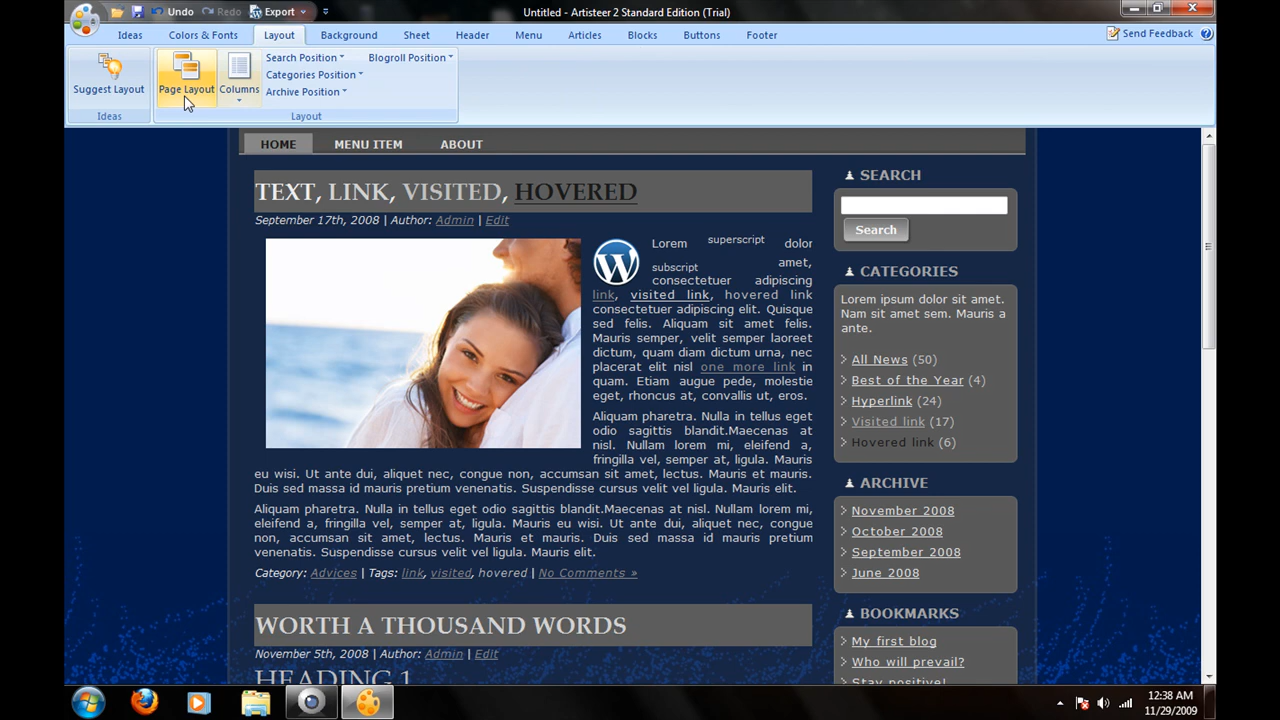 Undo Redo Export Untitled - Artisteer 2 Standard Edition (Trial)
Ideas Colors & Fonts Layout Background Sheet Header Menu Articles Blocks Buttons Footer Send Feedback
Suggest Layout
Page Layout
Columns
Search Position
Categories Position
Archive Position
Blogroll Position
Ideas
Layout
HOME MENU ITEM ABOUT
TEXT, LINK, VISITED, HOVERED
September 17th, 2008 | Author: Admin | Edit
W
Lorem superscript dolor
subscript amet,
consectetuer adipiscing
link, visited link, hovered link
consectetuer adipiscing elit. Quisque
sed felis. Aliquam sit amet felis.
Mauris semper, velit semper laoreet
dictum, quam diam dictum urna, nec
placerat elit nisl one more link in
quam. Etiam augue pede, molestie
eget, rhoncus at, convallis ut, eros.
Aliquam pharetra. Nulla in tellus eget
odio sagittis blandit.Maecenas at
nisl. Nullam lorem mi, eleifend a,
fringilla vel, semper at, ligula. Mauris
eu wisi. Ut ante dui, aliquet nec, congue non, accumsan sit amet, lectus. Mauris et mauris.
Duis sed massa id mauris pretium venenatis. Suspendisse cursus velit vel ligula. Mauris elit.
Aliquam pharetra. Nulla in tellus eget odio sagittis blandit.Maecenas at nisl. Nullam lorem mi,
eleifend a, fringilla vel, semper at, ligula. Mauris eu wisi. Ut ante dui, aliquet nec, congue
non, accumsan sit amet, lectus. Mauris et mauris. Duis sed massa id mauris pretium
venenatis. Suspendisse cursus velit vel ligula. Mauris elit.
Category: Advices | Tags: link, visited, hovered | No Comments »
WORTH A THOUSAND WORDS
November 5th, 2008 | Author: Admin | Edit
HEADING 1
SEARCH
Search
CATEGORIES
Lorem ipsum dolor sit amet.
Nam sit amet sem. Mauris a
ante.
All News (50)
Best of the Year (4)
Hyperlink (24)
Visited link (17)
Hovered link (6)
ARCHIVE
November 2008
October 2008
September 2008
June 2008
BOOKMARKS
My first blog
Who will prevail?
Stay positive!
12:38 AM
11/29/2009